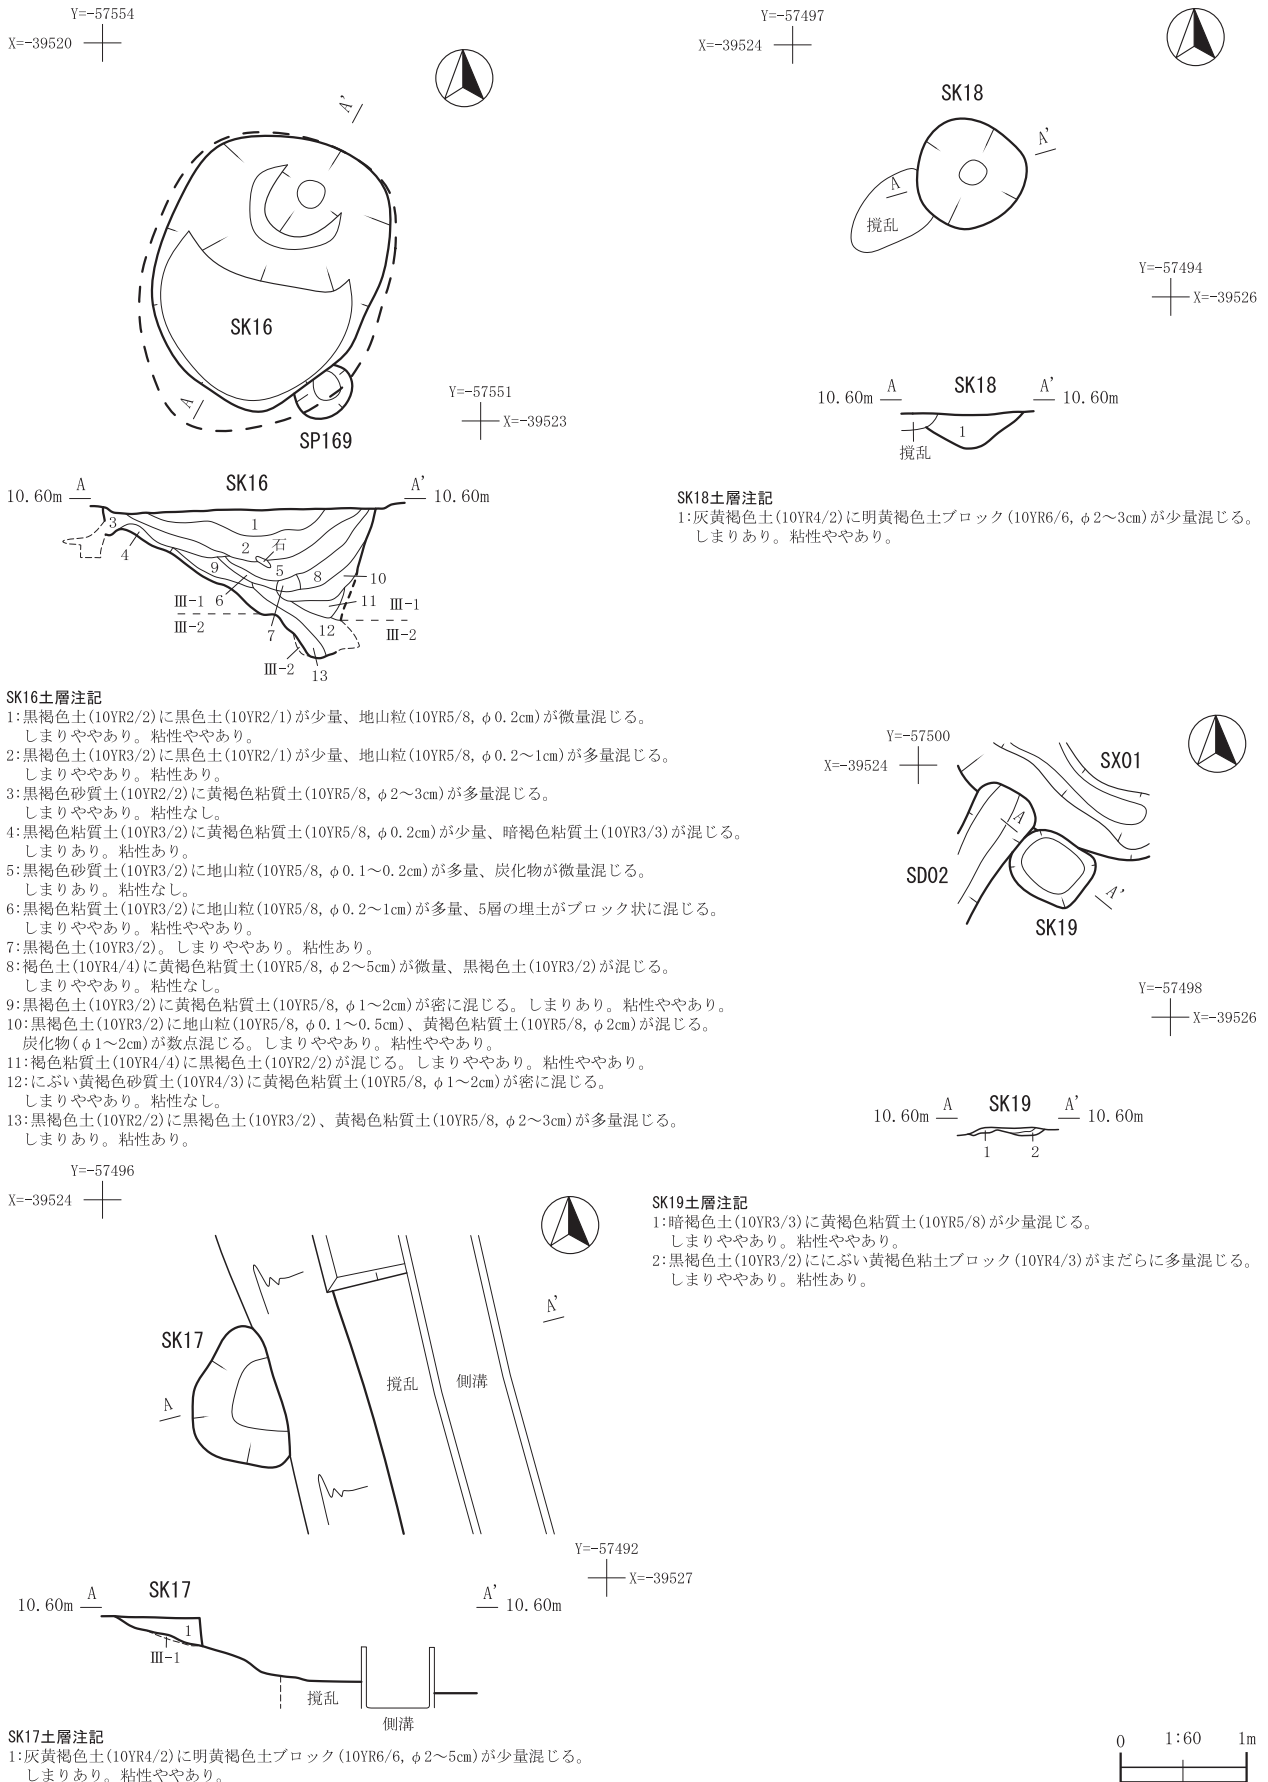 Y=-57554
X=-39520
A'
SK16
A
SP169
Y=-57551
X=-39523
Y=-57497
X=-39524
SK18
A'
A
撹乱
Y=-57494
X=-39526
10.60m A SK18 A' 10.60m
1
撹乱
SK18土層注記
1:灰黄褐色土(10YR4/2)に明黄褐色土ブロック(10YR6/6,φ2～3cm)が少量混じる。
しまりあり。粘性ややあり。
10.60m A SK16 A' 10.60m
1
3
2 石
4
9 5 8
10
Ⅲ-1 6 11 Ⅲ-1
Ⅲ-2 7 12 Ⅲ-2
Ⅲ-2 13
SK16土層注記
1:黒褐色土(10YR2/2)に黒色土(10YR2/1)が少量、地山粒(10YR5/8,φ0.2cm)が微量混じる。
しまりややあり。粘性ややあり。
2:黒褐色土(10YR3/2)に黒色土(10YR2/1)が少量、地山粒(10YR5/8,φ0.2～1cm)が多量混じる。
しまりややあり。粘性あり。
3:黒褐色砂質土(10YR2/2)に黄褐色粘質土(10YR5/8,φ2～3cm)が多量混じる。
しまりややあり。粘性なし。
4:黒褐色粘質土(10YR3/2)に黄褐色粘質土(10YR5/8,φ0.2cm)が少量、暗褐色粘質土(10YR3/3)が混じる。
しまりあり。粘性あり。
5:黒褐色砂質土(10YR3/2)に地山粒(10YR5/8,φ0.1～0.2cm)が多量、炭化物が微量混じる。
しまりあり。粘性なし。
6:黒褐色粘質土(10YR3/2)に地山粒(10YR5/8,φ0.2～1cm)が多量、5層の埋土がブロック状に混じる。
しまりややあり。粘性ややあり。
7:黒褐色土(10YR3/2)。しまりややあり。粘性あり。
8:褐色土(10YR4/4)に黄褐色粘質土(10YR5/8,φ2～5cm)が微量、黒褐色土(10YR3/2)が混じる。
しまりややあり。粘性なし。
9:黒褐色土(10YR3/2)に黄褐色粘質土(10YR5/8,φ1～2cm)が密に混じる。しまりあり。粘性ややあり。
10:黒褐色土(10YR3/2)に地山粒(10YR5/8,φ0.1～0.5cm)、黄褐色粘質土(10YR5/8,φ2cm)が混じる。
炭化物(φ1～2cm)が数点混じる。しまりややあり。粘性ややあり。
11:褐色粘質土(10YR4/4)に黒褐色土(10YR2/2)が混じる。しまりややあり。粘性ややあり。
12:にぶい黄褐色砂質土(10YR4/3)に黄褐色粘質土(10YR5/8,φ1～2cm)が密に混じる。
しまりややあり。粘性なし。
13:黒褐色土(10YR2/2)に黒褐色土(10YR3/2)、黄褐色粘質土(10YR5/8,φ2～3cm)が多量混じる。
しまりあり。粘性あり。
Y=-57500
X=-39524
SX01
A
SD02
A'
SK19
Y=-57498
X=-39526
10.60m A SK19 A' 10.60m
1 2
SK19土層注記
1:暗褐色土(10YR3/3)に黄褐色粘質土(10YR5/8)が少量混じる。
しまりややあり。粘性ややあり。
2:黒褐色土(10YR3/2)ににぶい黄褐色粘土ブロック(10YR4/3)がまだらに多量混じる。
しまりややあり。粘性あり。
Y=-57496
X=-39524
A'
SK17
撹乱 側溝
A
Y=-57492
X=-39527
10.60m A SK17 A' 10.60m
1
Ⅲ-1
撹乱
側溝
SK17土層注記
1:灰黄褐色土(10YR4/2)に明黄褐色土ブロック(10YR6/6,φ2～5cm)が少量混じる。
しまりあり。粘性ややあり。
0 1:60 1m